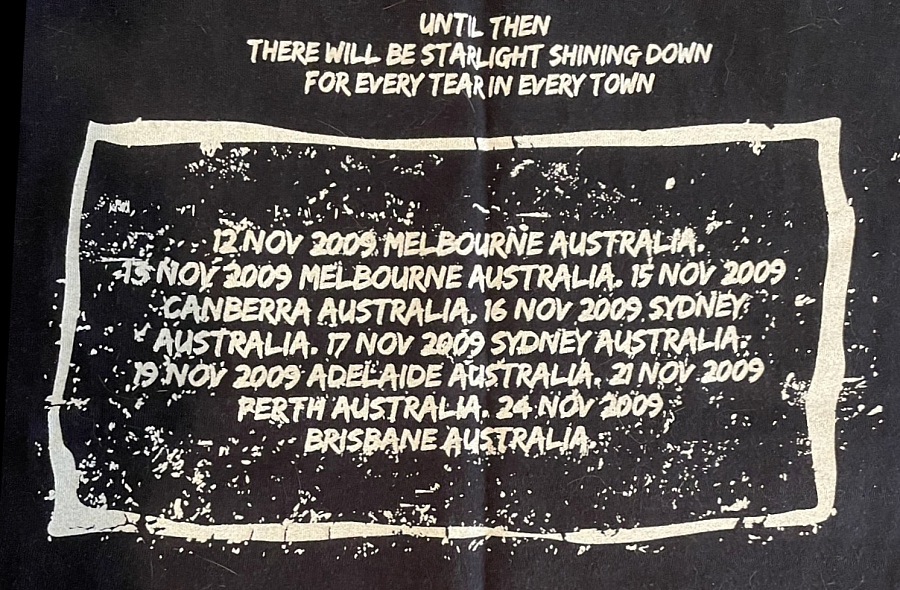 UNTIL THEN
THERE WILL BE STARLIGHT SHINING DOWN
FOR EVERY TEAR IN EVERY TOWN
12 NOV 2009 MELBOURNE AUSTRALIA.
13 NOV 2009 MELBOURNE AUSTRALIA. 15 NOV 2009
CANBERRA AUSTRALIA. 16 NOV 2009 SYDNEY
AUSTRALIA. 17 NOV 2009 SYDNEY AUSTRALIA.
19 NOV 2009 ADELAIDE AUSTRALIA. 21 NOV 2009
PERTH AUSTRALIA. 24 NOV 2009
BRISBANE AUSTRALIA.